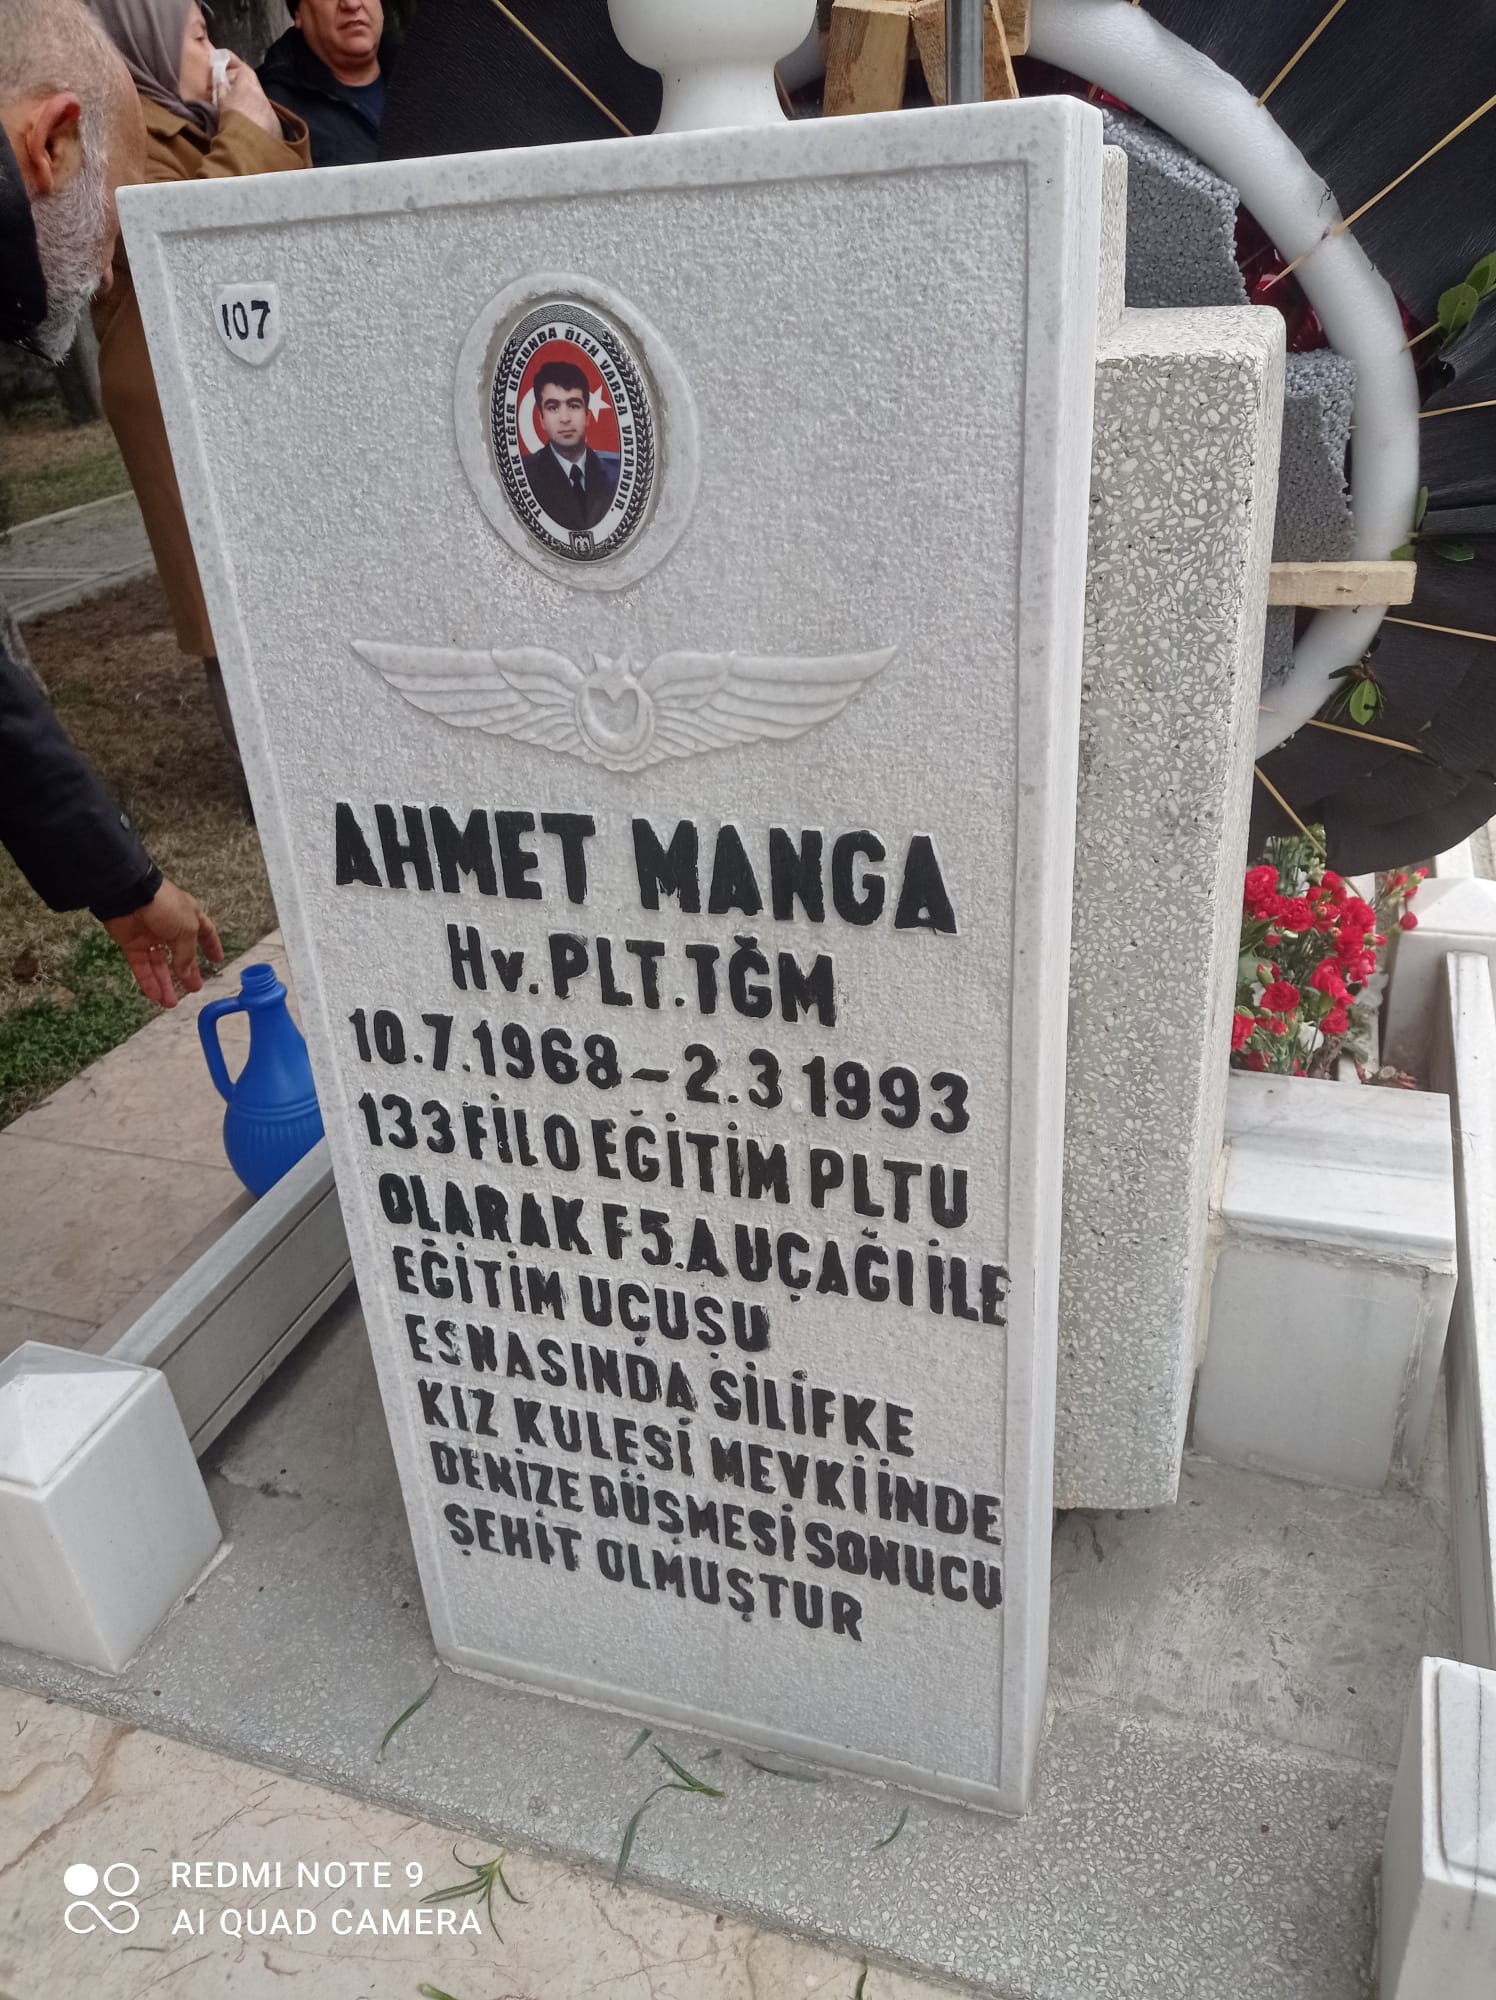 107
TOPRAK EĞER UĞRUNDA ÖLEN VARSA VATANDIR.
AHMET MANGA
Hv. PLT. TĞM
10.7.1968 – 2.3.1993
133 FİLO EĞİTİM PLTU
OLARAK F5.A UÇAĞI İLE
EĞİTİM UÇUŞU
ESNASINDA SİLİFKE
KIZ KULESİ MEVKİİNDE
DENİZE DÜŞMESİ SONUCU
ŞEHİT OLMUŞTUR
REDMI NOTE 9
AI QUAD CAMERA